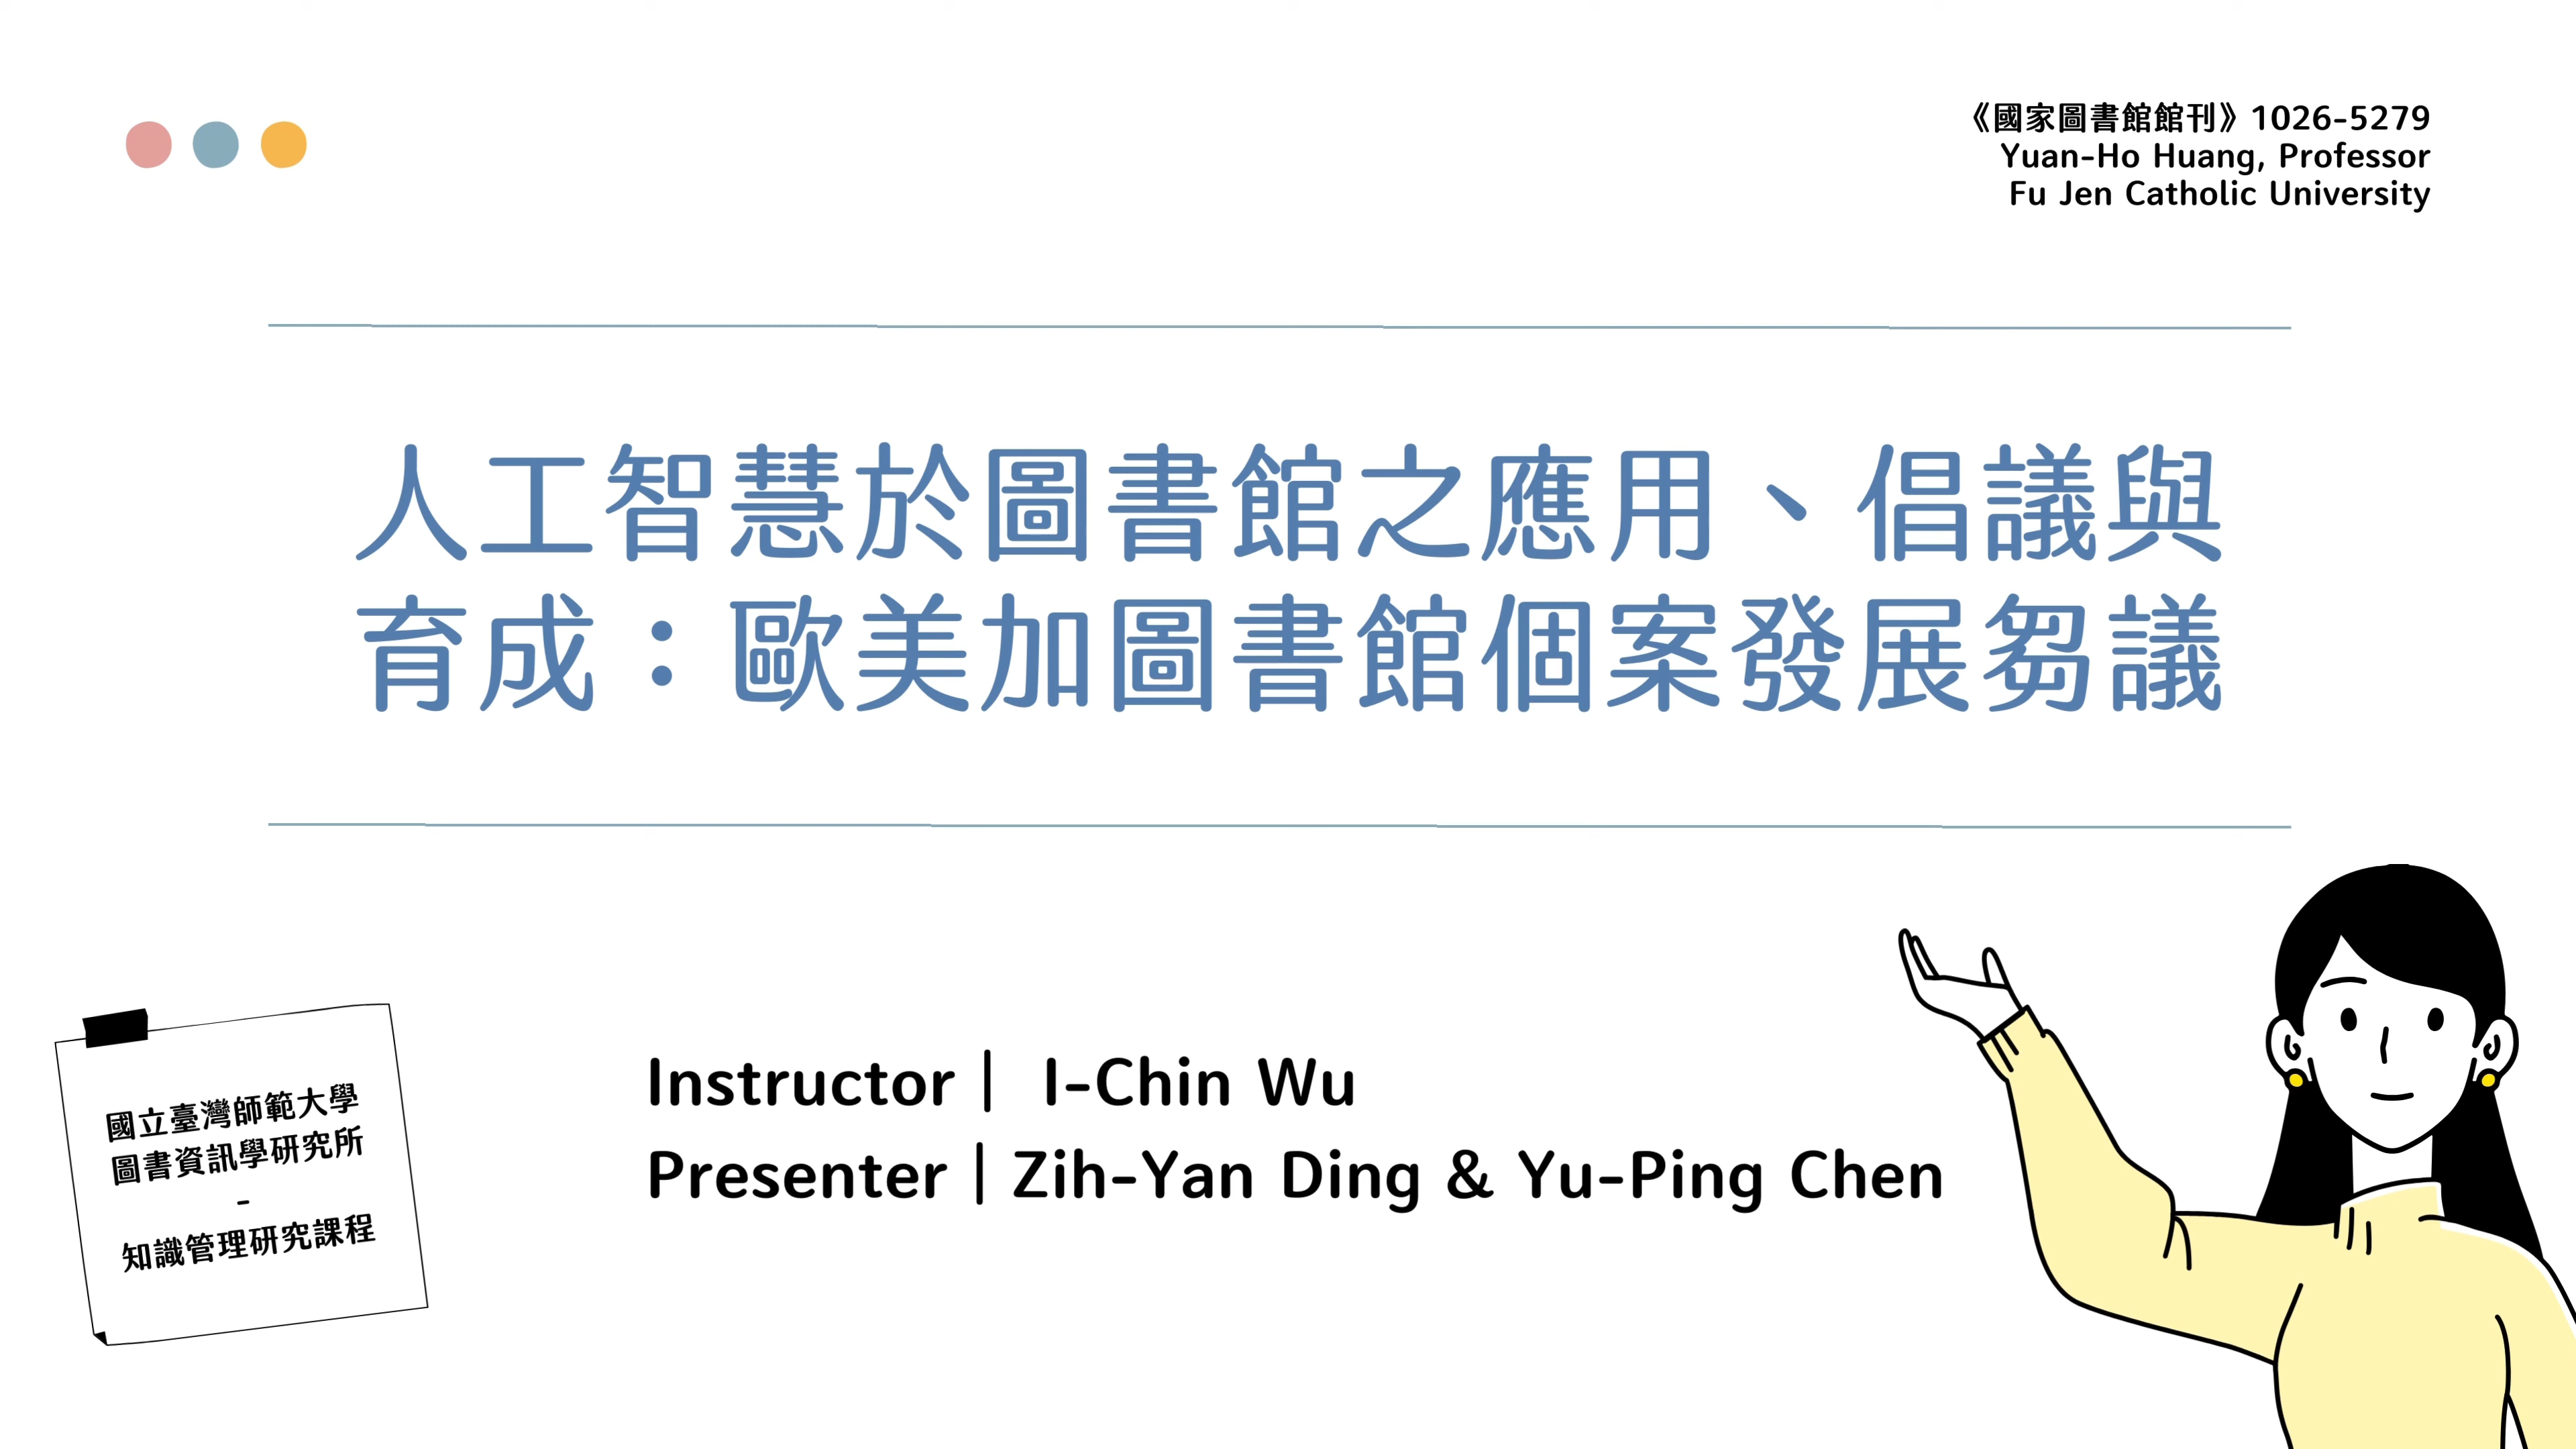 《國家圖書館館刊》1026-5279
Yuan-Ho Huang, Professor
Fu Jen Catholic University
人工智慧於圖書館之應用、倡議與
育成：歐美加圖書館個案發展芻議
Instructor｜ I-Chin Wu
Presenter｜Zih-Yan Ding & Yu-Ping Chen
國立臺灣師範大學
圖書資訊學研究所
-
知識管理研究課程